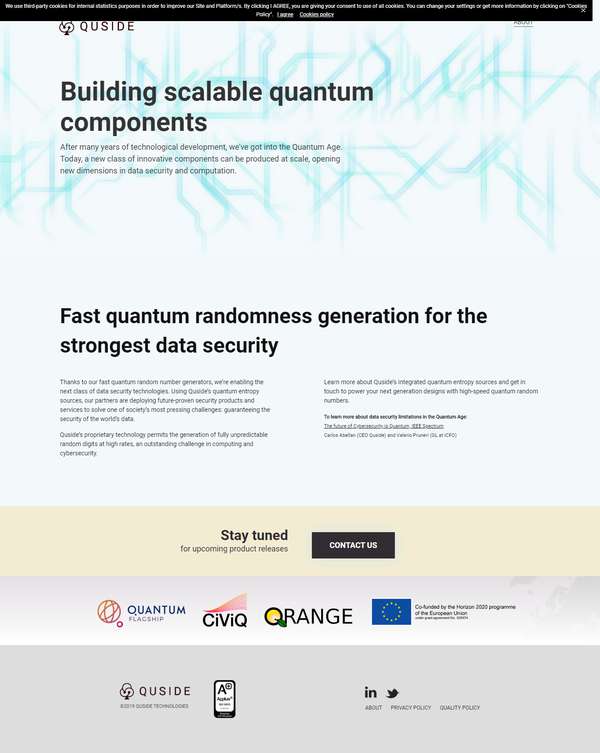 We use third-party cookies for internal statistics purposes in order to improve our Site and Platform/s. By clicking I AGREE, you are giving your consent to use of all cookies. You can change your settings or get more information by clicking on "Cookies
Policy". I agree Cookies policy
QUSIDE
ABOUT
Building scalable quantum
components
After many years of technological development, we've got into the Quantum Age.
Today, a new class of innovative components can be produced at scale, opening
new dimensions in data security and computation.
Fast quantum randomness generation for the
strongest data security
Thanks to our fast quantum random number generators, we're enabling the
next class of data security technologies. Using Quside's quantum entropy
sources, our partners are deploying future-proven security products and
services to solve one of society's most pressing challenges: guaranteeing the
security of the world's data.
Quside's proprietary technology permits the generation of fully unpredictable
random digits at high rates, an outstanding challenge in computing and
cybersecurity.
Learn more about Quside's integrated quantum entropy sources and get in
touch to power your next generation designs with high-speed quantum random
numbers.
To learn more about data security limitations in the Quantum Age:
The future of Cybersecurity is Quantum, IEEE Spectrum
Carlos Abellan (CEO Quside) and Valerio Pruneri (GL at ICFO)
Stay tuned
for upcoming product releases
CONTACT US
QUANTUM
FLAGSHIP
CiViQ
QRANGE
Co-funded by the Horizon 2020 programme
of the European Union
QUSIDE
©2019 QUSIDE TECHNOLOGIES
A+
in
ABOUT PRIVACY POLICY QUALITY POLICY